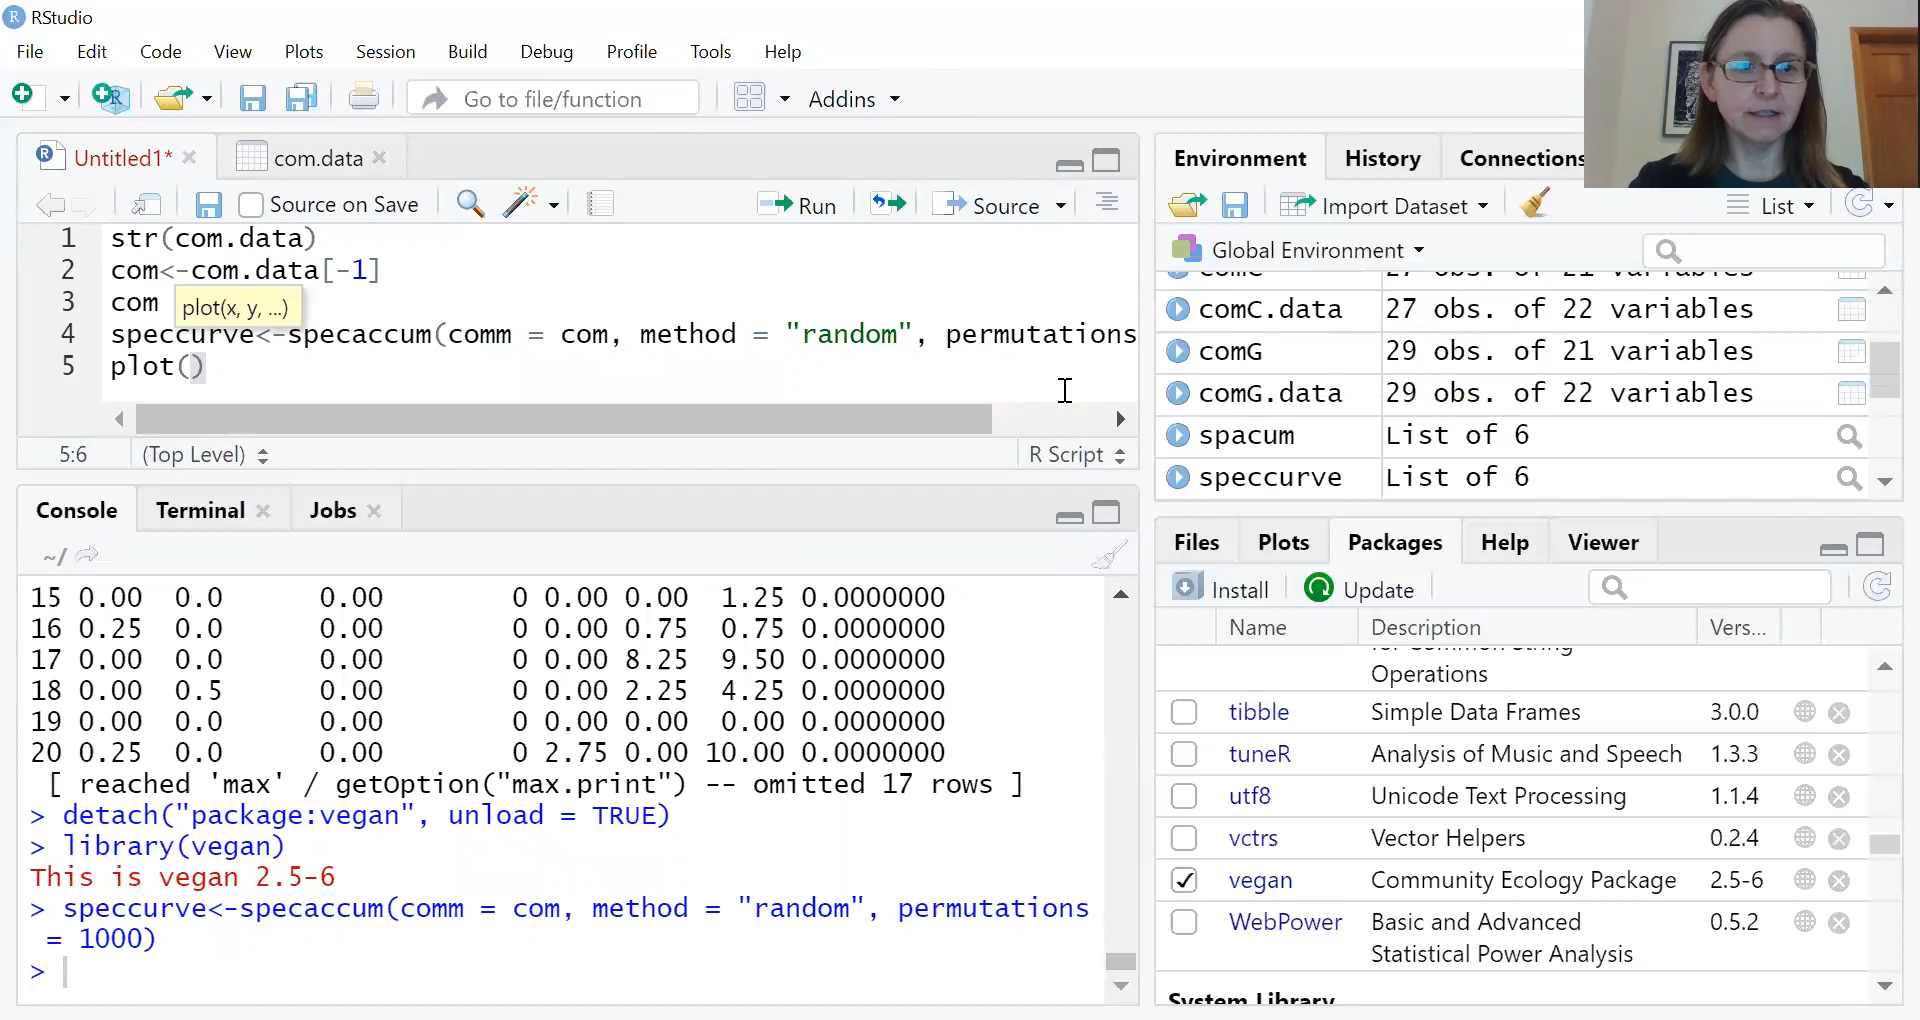 RStudio
File Edit Code View Plots Session Build Debug Profile Tools Help
Go to file/function Addins
Untitled1* com.data
Source on Save Run Source
1 str(com.data)
2 com<-com.data[-1]
3 com
plot(x, y, ...)
4 speccurve<-specaccum(comm = com, method = "random", permutations
5 plot()
5:6 (Top Level) R Script
Console Terminal Jobs
~/
15 0.00 0.0 0.00 0 0.00 0.00 1.25 0.0000000
16 0.25 0.0 0.00 0 0.00 0.75 0.75 0.0000000
17 0.00 0.0 0.00 0 0.00 8.25 9.50 0.0000000
18 0.00 0.5 0.00 0 0.00 2.25 4.25 0.0000000
19 0.00 0.0 0.00 0 0.00 0.00 0.00 0.0000000
20 0.25 0.0 0.00 0 2.75 0.00 10.00 0.0000000
[ reached 'max' / getOption("max.print") -- omitted 17 rows ]
> detach("package:vegan", unload = TRUE)
> library(vegan)
This is vegan 2.5-6
> speccurve<-specaccum(comm = com, method = "random", permutations
= 1000)
>
Environment History Connections
Import Dataset List
Global Environment
comC 27 obs. of 21 variables
comC.data 27 obs. of 22 variables
comG 29 obs. of 21 variables
comG.data 29 obs. of 22 variables
spacum List of 6
speccurve List of 6
Files Plots Packages Help Viewer
Install Update
Name Description Vers...
for Common String
Operations
tibble Simple Data Frames 3.0.0
tuneR Analysis of Music and Speech 1.3.3
utf8 Unicode Text Processing 1.1.4
vctrs Vector Helpers 0.2.4
vegan Community Ecology Package 2.5-6
WebPower Basic and Advanced 0.5.2
Statistical Power Analysis
System Library